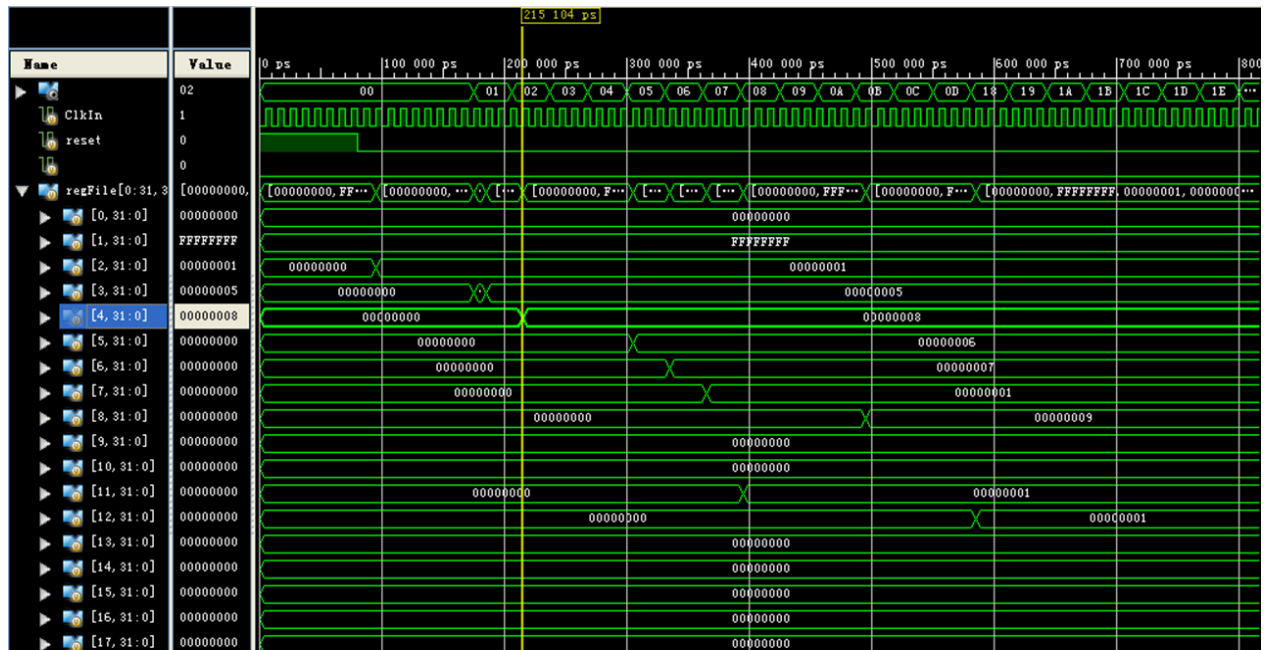 215 104 ps
Name Value 0 ps 100 000 ps 200 000 ps 300 000 ps 400 000 ps 500 000 ps 600 000 ps 700 000 ps 800
02 00 01 02 03 04 05 06 07 08 09 0A 0B 0C 0D 18 19 1A 1B 1C 1D 1E ...
ClkIn 1
reset 0
0
regFile[0:31,3 [00000000, [00000000, FF... [00000000, ... [... [00000000, F... [... [... [... [00000000, FFF... [00000000, F... [00000000, FFFFFFFF, 00000001, 0000000...
[0, 31:0] 00000000 00000000
[1, 31:0] FFFFFFFF FFFFFFFF
[2, 31:0] 00000001 00000000 00000001
[3, 31:0] 00000005 00000000 00000005
[4, 31:0] 00000008 00000000 00000008
[5, 31:0] 00000000 00000000 00000006
[6, 31:0] 00000000 00000000 00000007
[7, 31:0] 00000000 00000000 00000001
[8, 31:0] 00000000 00000000 00000009
[9, 31:0] 00000000 00000000
[10, 31:0] 00000000 00000000
[11, 31:0] 00000000 00000000 00000001
[12, 31:0] 00000000 00000000 00000001
[13, 31:0] 00000000 00000000
[14, 31:0] 00000000 00000000
[15, 31:0] 00000000 00000000
[16, 31:0] 00000000 00000000
[17, 31:0] 00000000 00000000